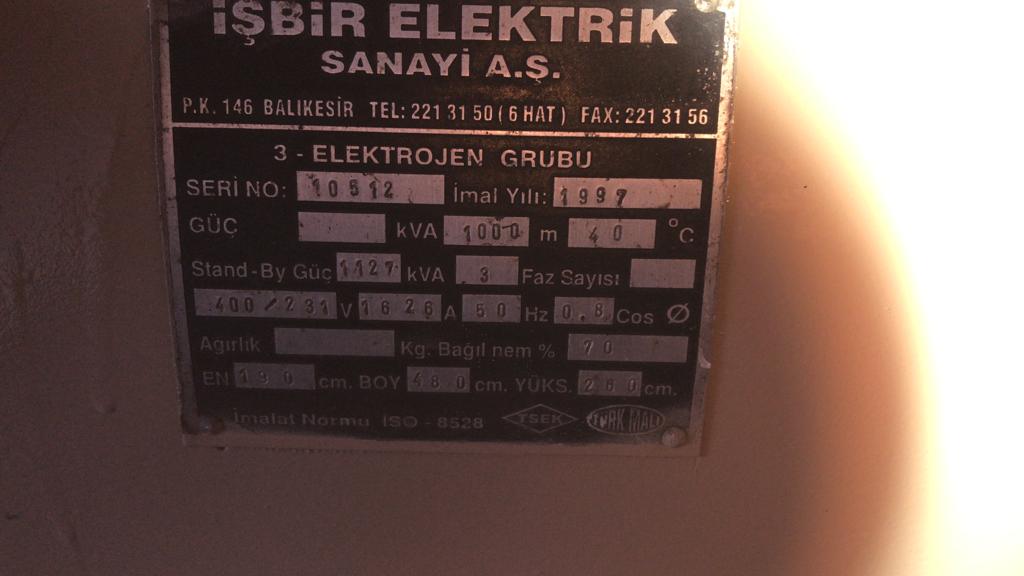 İŞBİR ELEKTRİK
SANAYİ A.Ş.
P.K. 146 BALIKESİR TEL: 221 31 50 ( 6 HAT ) FAX: 221 31 56
3 - ELEKTROJEN GRUBU
SERİ NO: 10512 İmal Yılı: 1997
GÜÇ kVA 1000 m 40 °C
Stand-By Güç 1127 kVA 3 Faz Sayısı
400/231 V 1626 A 50 Hz 0.8 Cos Ø
Ağırlık Kg. Bağıl nem % 70
EN 190 cm. BOY 480 cm. YÜKS. 260 cm.
İmalat Normu ISO - 8528 TSEK TÜRK MALI